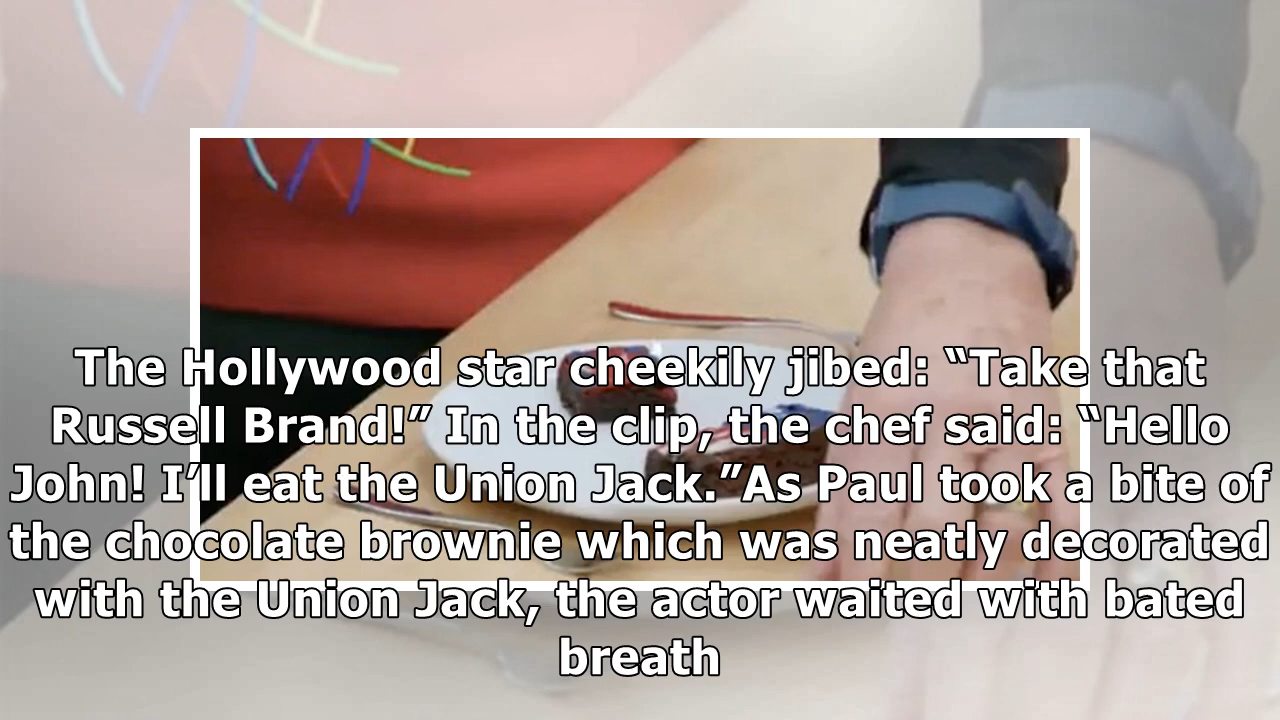 The Hollywood star cheekily jibed: “Take that
Russell Brand!” In the clip, the chef said: “Hello
John! I’ll eat the Union Jack.”As Paul took a bite of
the chocolate brownie which was neatly decorated
with the Union Jack, the actor waited with bated
breath